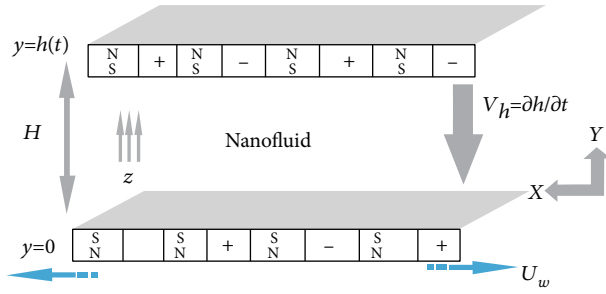 y=h(t)
N N N N
S + S – S + S –
H
V_h=∂h/∂t
Nanofluid
Y
z
X
y=0
S S S S
N N + N – N +
U_w